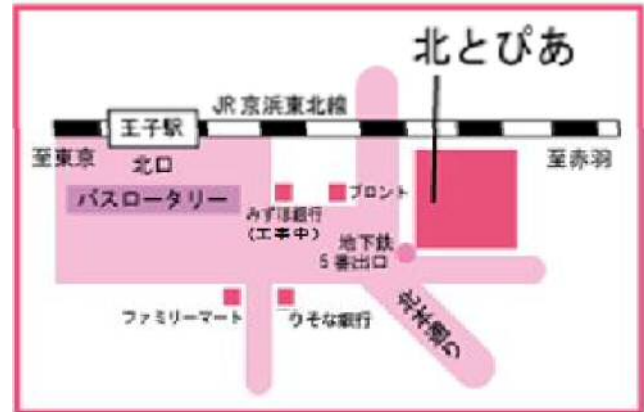 北とぴあ
JR京浜東北線
王子駅
至東京
北口
至赤羽
バスロータリー
プロント
みずほ銀行
(工事中)
地下鉄
5番出口
ファミリーマート
りそな銀行
北本通り